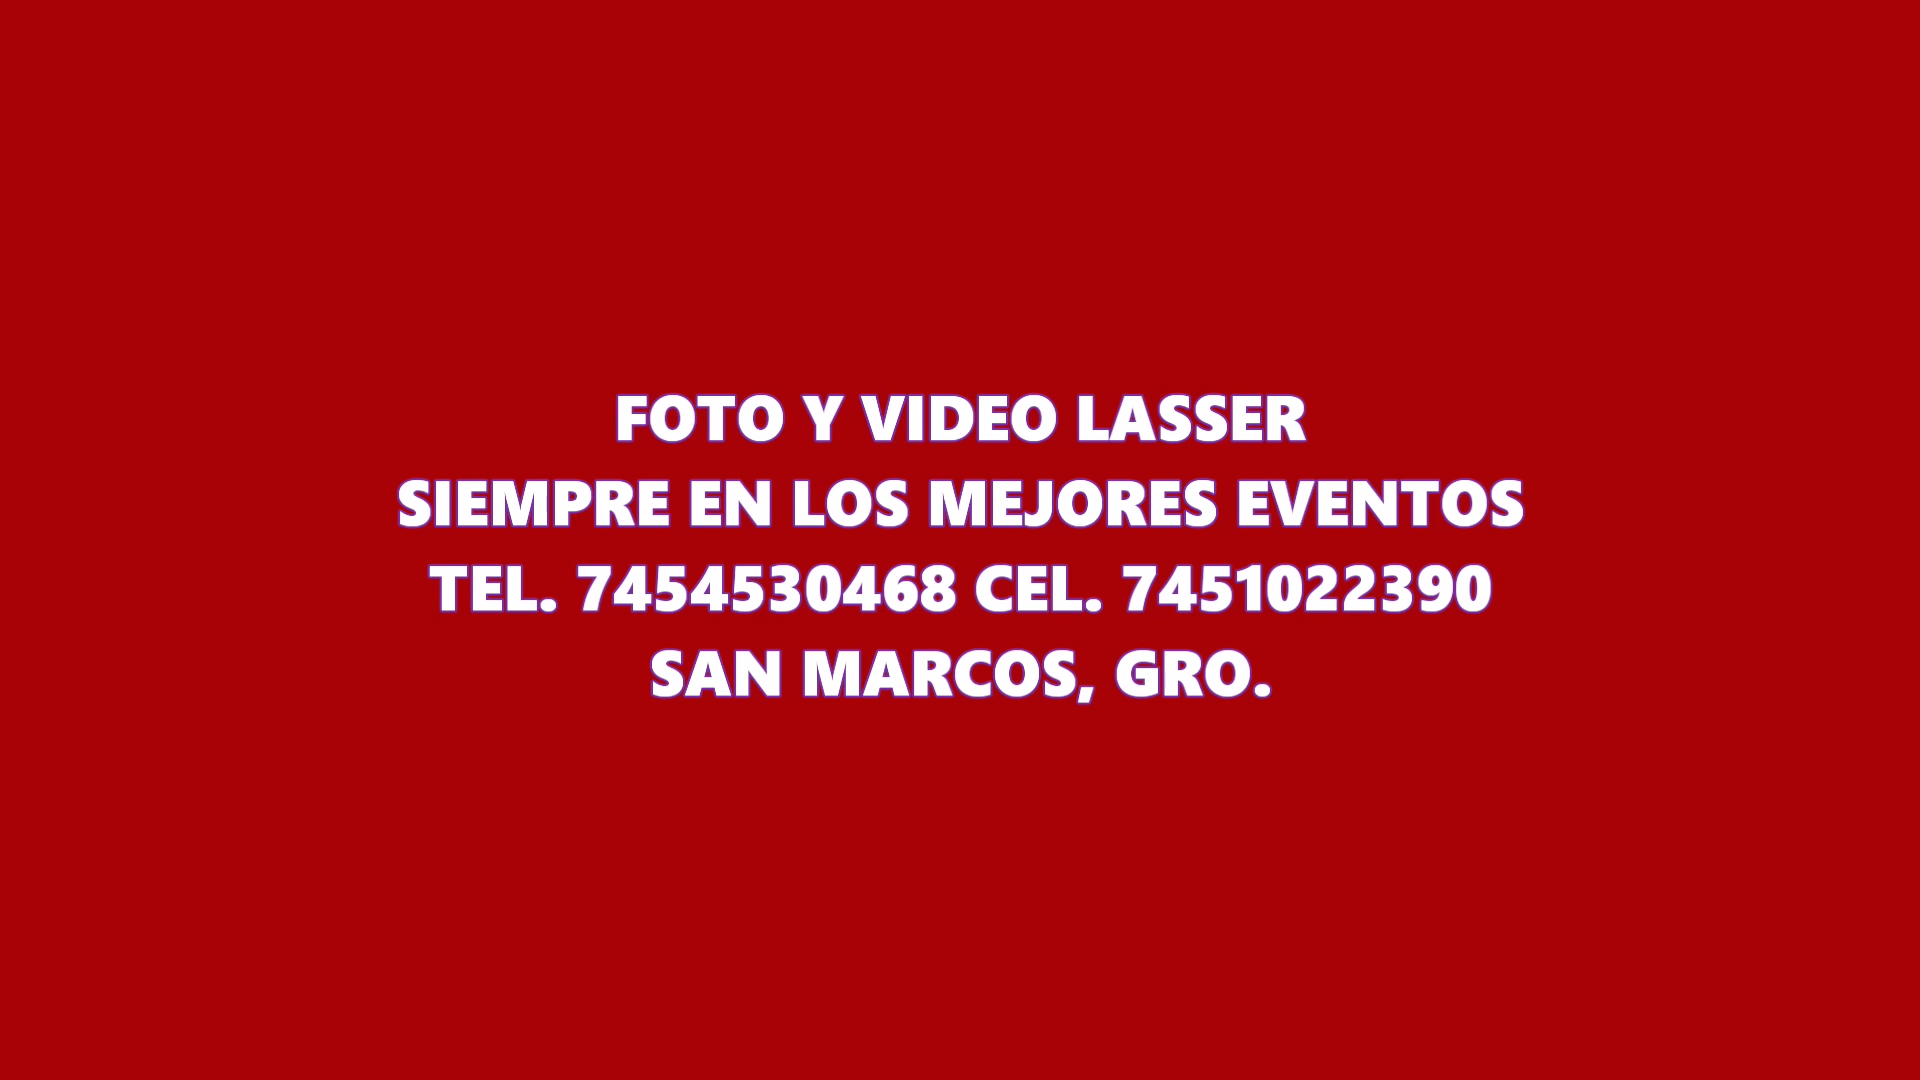 FOTO Y VIDEO LASSER
SIEMPRE EN LOS MEJORES EVENTOS
TEL. 7454530468 CEL. 7451022390
SAN MARCOS, GRO.